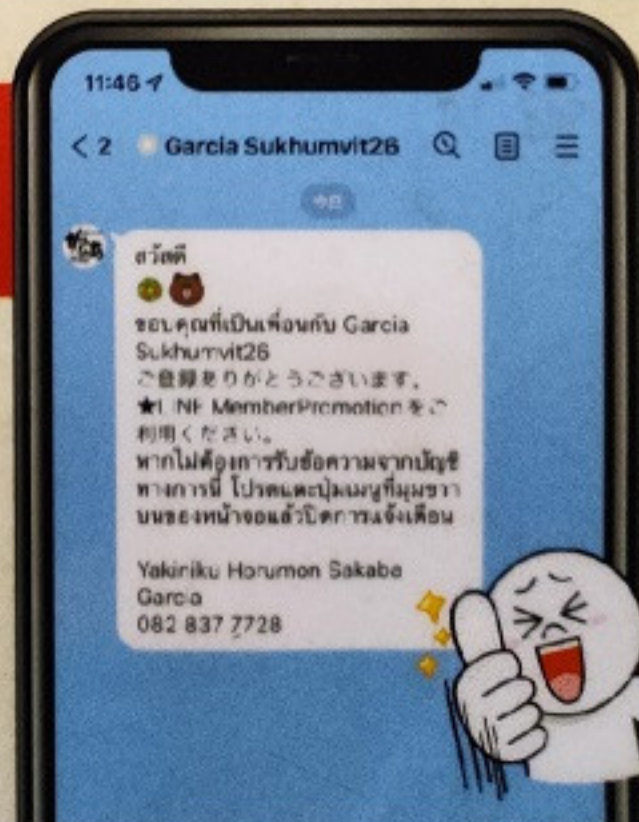 11:46
< 2 Garcia Sukhumvit26
今日
สวัสดี
ขอบคุณที่เป็นเพื่อนกับ Garcia
Sukhumvit26
ご登録ありがとうございます。
★LINE MemberPromotion をご
利用ください。
หากไม่ต้องการรับข้อความจากบัญชี
ทางการนี้ โปรดแตะปุ่มเมนูที่มุมขวา
บนของหน้าจอแล้วปิดการแจ้งเตือน
Yakiniku Horumon Sakaba
Garcia
082 837 7728